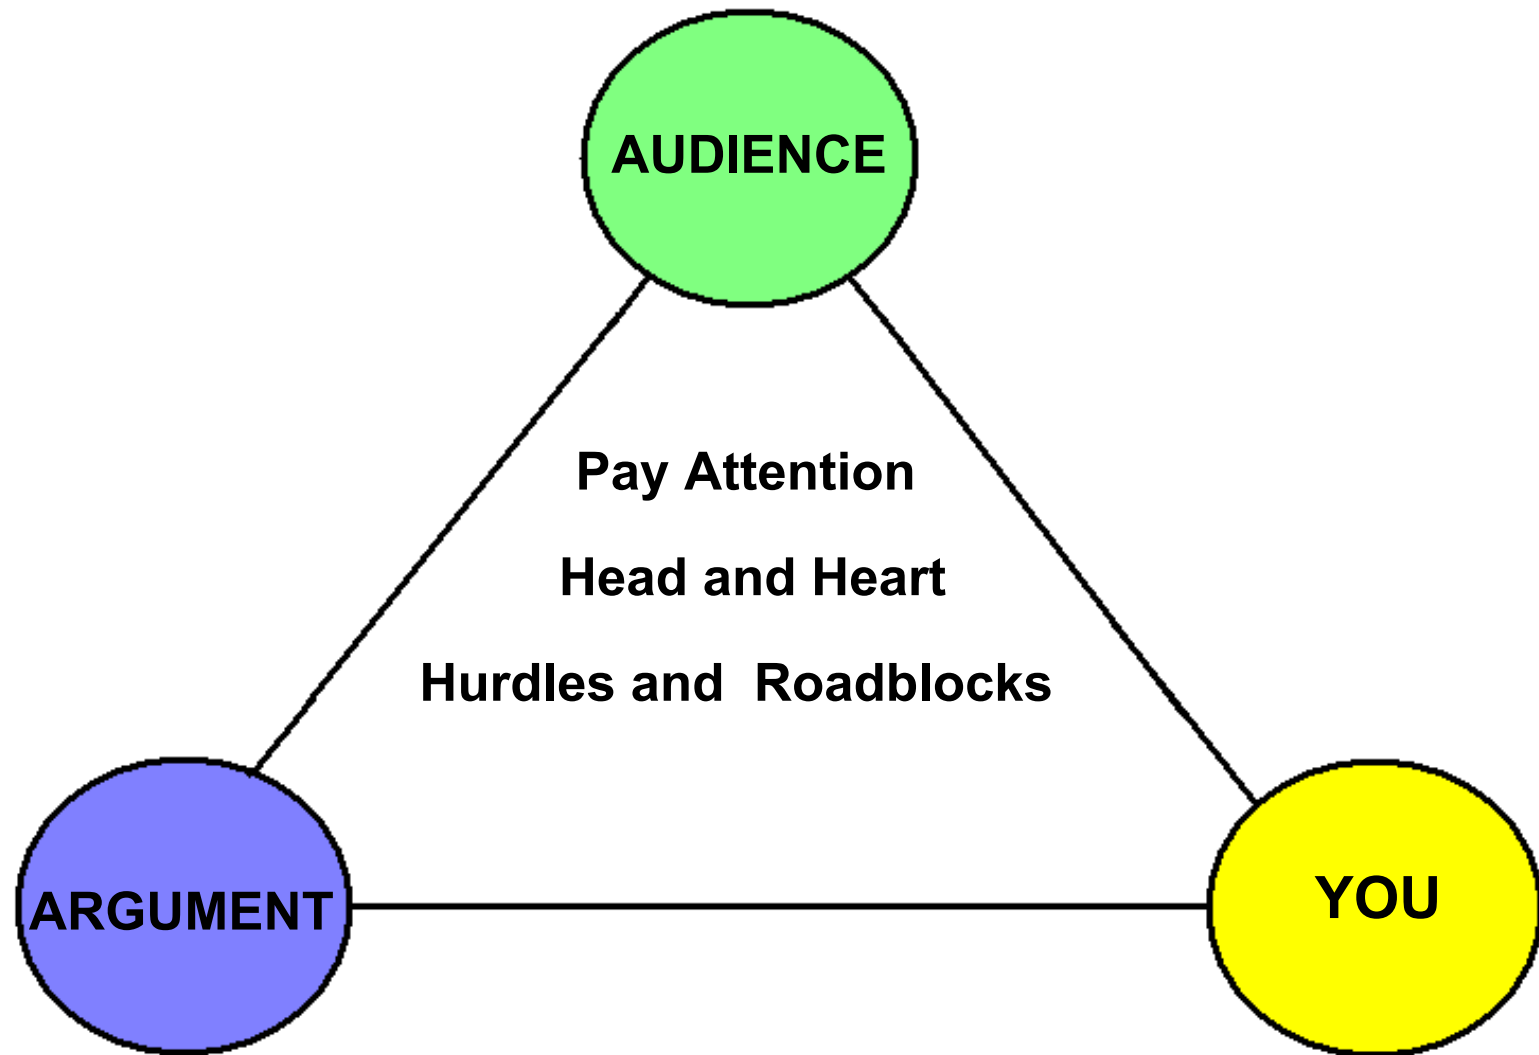 AUDIENCE
Pay Attention
Head and Heart
Hurdles and  Roadblocks
ARGUMENT
YOU